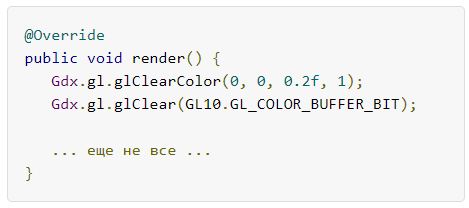 @Override
public void render() {
   Gdx.gl.glClearColor(0, 0, 0.2f, 1);
   Gdx.gl.glClear(GL10.GL_COLOR_BUFFER_BIT);

   ... еще не все ...
}